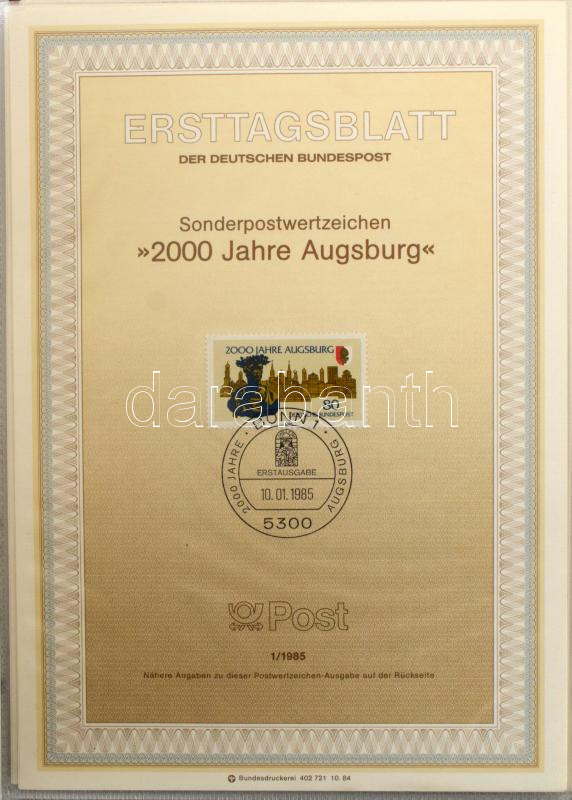 ERSTTAGSBLATT
DER DEUTSCHEN BUNDESPOST
Sonderpostwertzeichen
»2000 Jahre Augsburg«
2000 JAHRE AUGSBURG
80
DEUTSCHE BUNDESPOST
darabanth
· BONN 1 ·
2000 JAHRE
AUGSBURG
ERSTAUSGABE
10.01.1985
5300
Post
1/1985
Nähere Angaben zu dieser Postwertzeichen-Ausgabe auf der Rückseite
Bundesdruckerei 402 721 10. 84